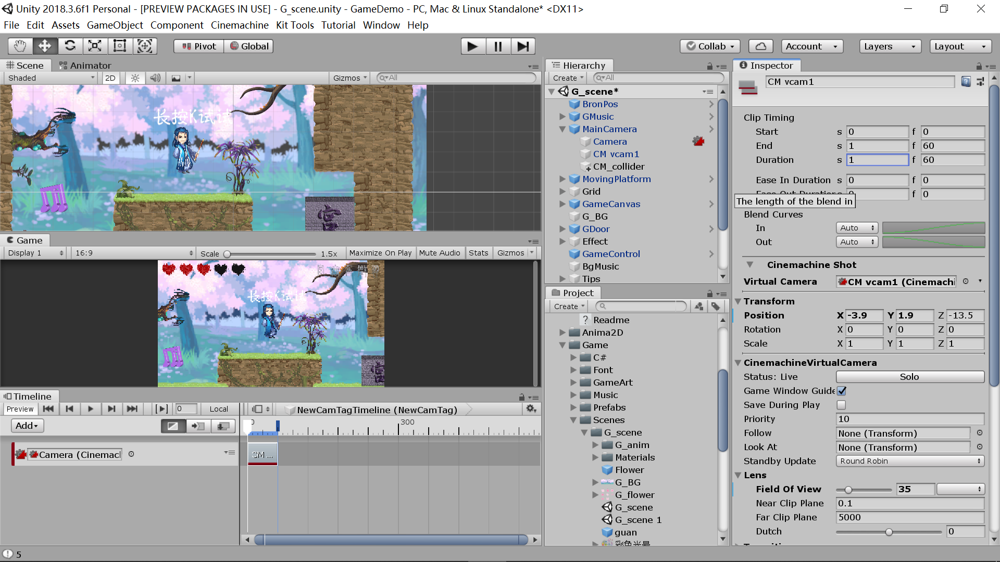 Unity 2018.3.6f1 Personal - [PREVIEW PACKAGES IN USE] - G_scene.unity - GameDemo - PC, Mac & Linux Standalone* <DX11>
File Edit Assets GameObject Component Cinemachine Kit Tools Tutorial Window Help
Pivot Global Collab Account Layers Layout
Scene Animator
Shaded 2D Gizmos All
长按K试试
宫
Game
Display 1 16:9 Scale 1.5x Maximize On Play Mute Audio Stats Gizmos
长按K试试
宫
Timeline
Preview 0 Local NewCamTagTimeline (NewCamTag)
Add 0 300
Camera (Cinemac CM ...
5
Hierarchy
Create All
G_scene*
BronPos
GMusic
MainCamera
Camera
CM vcam1
CM_collider
MovingPlatform
Grid
GameCanvas
G_BG
GDoor
Effect
GameControl
BgMusic
Tips
Project
Create
Readme
Anima2D
Game
C#
Font
GameArt
Music
Prefabs
Scenes
G_scene
G_anim
Materials
Flower
G_BG
G_flower
G_scene
G_scene 1
guan
彩色光晕
Inspector
CM vcam1
Clip Timing
Start s 0 f 0
End s 1 f 60
Duration s 1 f 60
Ease In Duration s 0 f 0
Ease Out Duration 0 f 0
The length of the blend in
Blend Curves
In Auto
Out Auto
Cinemachine Shot
Virtual Camera CM vcam1 (Cinemachi
Transform
Position X -3.9 Y 1.9 Z -13.5
Rotation X 0 Y 0 Z 0
Scale X 1 Y 1 Z 1
CinemachineVirtualCamera
Status: Live Solo
Game Window Guide
Save During Play
Priority 10
Follow None (Transform)
Look At None (Transform)
Standby Update Round Robin
Lens
Field Of View 35
Near Clip Plane 0.1
Far Clip Plane 5000
Dutch 0